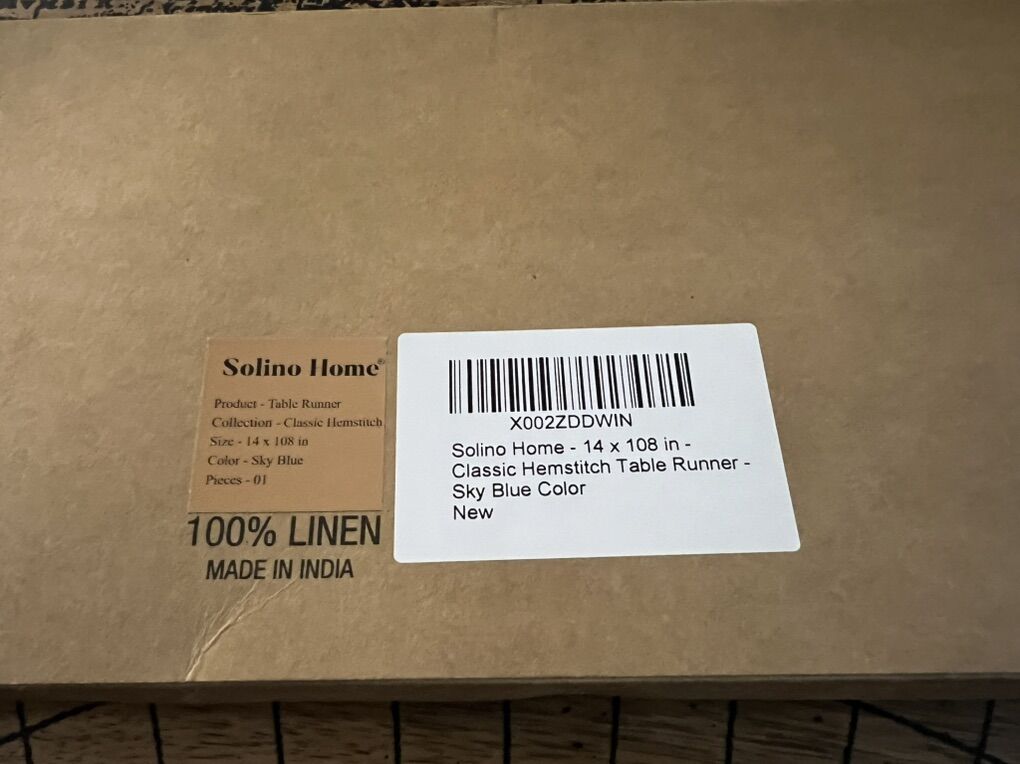 Solino Home®
Product - Table Runner
Collection - Classic Hemstitch
Size - 14 x 108 in
Color - Sky Blue
Pieces - 01
100% LINEN
MADE IN INDIA
X002ZDDWIN
Solino Home - 14 x 108 in -
Classic Hemstitch Table Runner -
Sky Blue Color
New